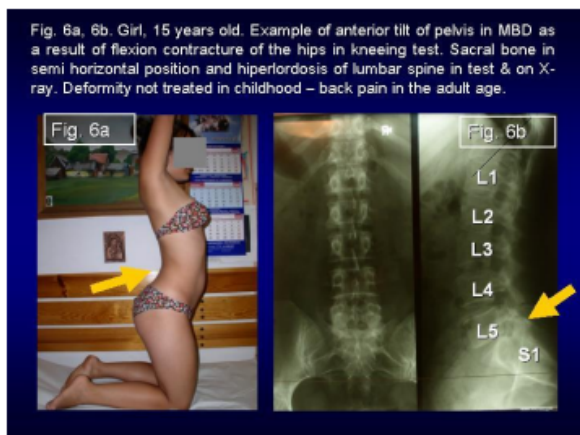 Fig. 6a, 6b. Girl, 15 years old. Example of anterior tilt of pelvis in MBD as
a result of flexion contracture of the hips in kneeing test. Sacral bone in
semi horizontal position and hiperlordosis of lumbar spine in test & on X-
ray. Deformity not treated in childhood – back pain in the adult age.
Fig. 6a
Fig. 6b
L1
L2
L3
L4
L5
S1